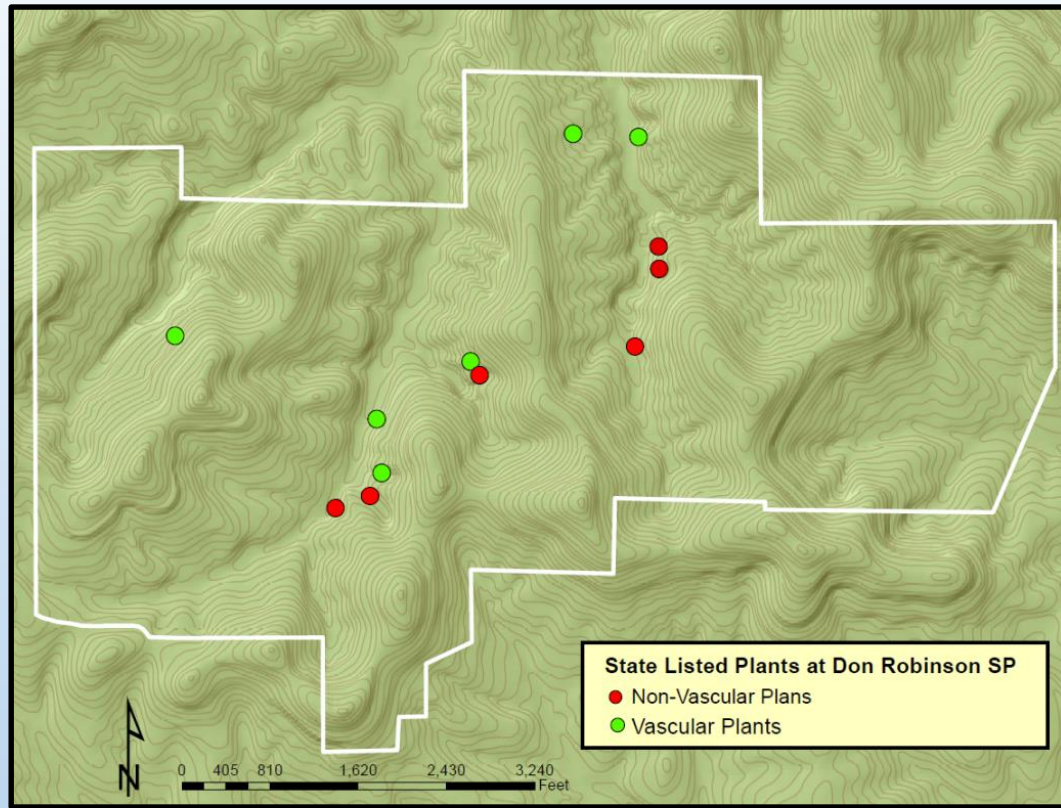 State Listed Plants at Don Robinson SP
Non-Vascular Plans
Vascular Plants
N
0 405 810 1,620 2,430 3,240
Feet